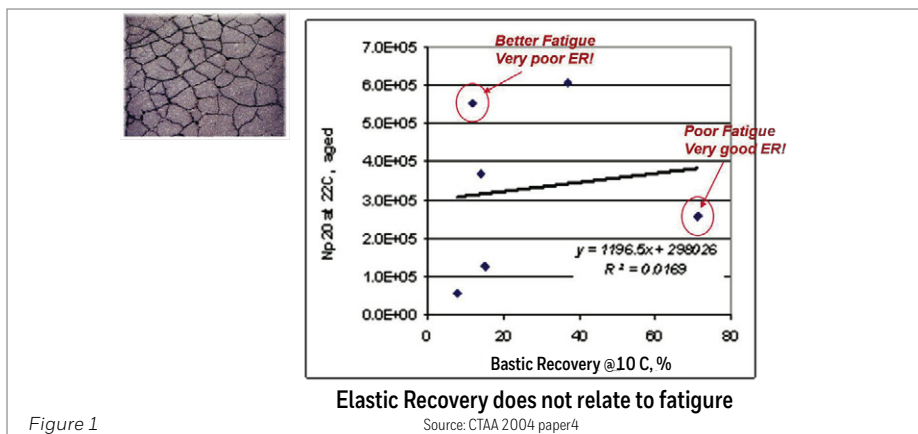 Better Fatigue
Very poor ER!
7.0E+05
6.0E+05
5.0E+05
4.0E+05
3.0E+05
2.0E+05
1.0E+05
0.0E+00
Np20 at 22C, aged
Poor Fatigue
Very good ER!
y = 1196.5x + 298026
R² = 0.0169
0 20 40 60 80
Bastic Recovery @10 C, %
Elastic Recovery does not relate to fatigure
Figure 1
Source: CTAA 2004 paper4